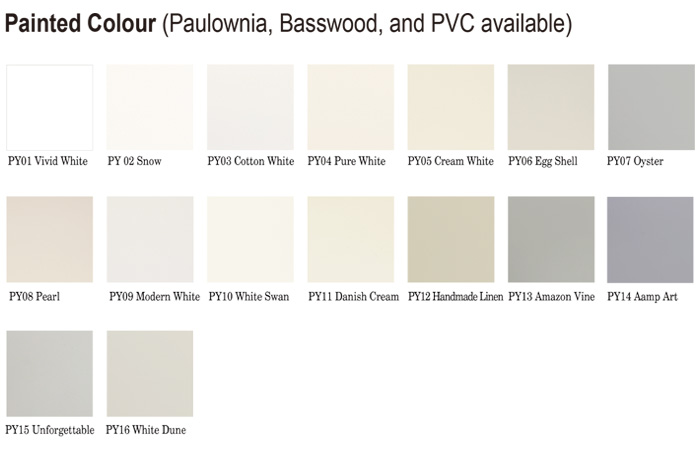 Painted Colour (Paulownia, Basswood, and PVC available)
PY01 Vivid White PY 02 Snow PY03 Cotton White PY04 Pure White PY05 Cream White PY06 Egg Shell PY07 Oyster
PY08 Pearl PY09 Modern White PY10 White Swan PY11 Danish Cream PY12 Handmade Linen PY13 Amazon Vine PY14 Aamp Art
PY15 Unforgettable PY16 White Dune